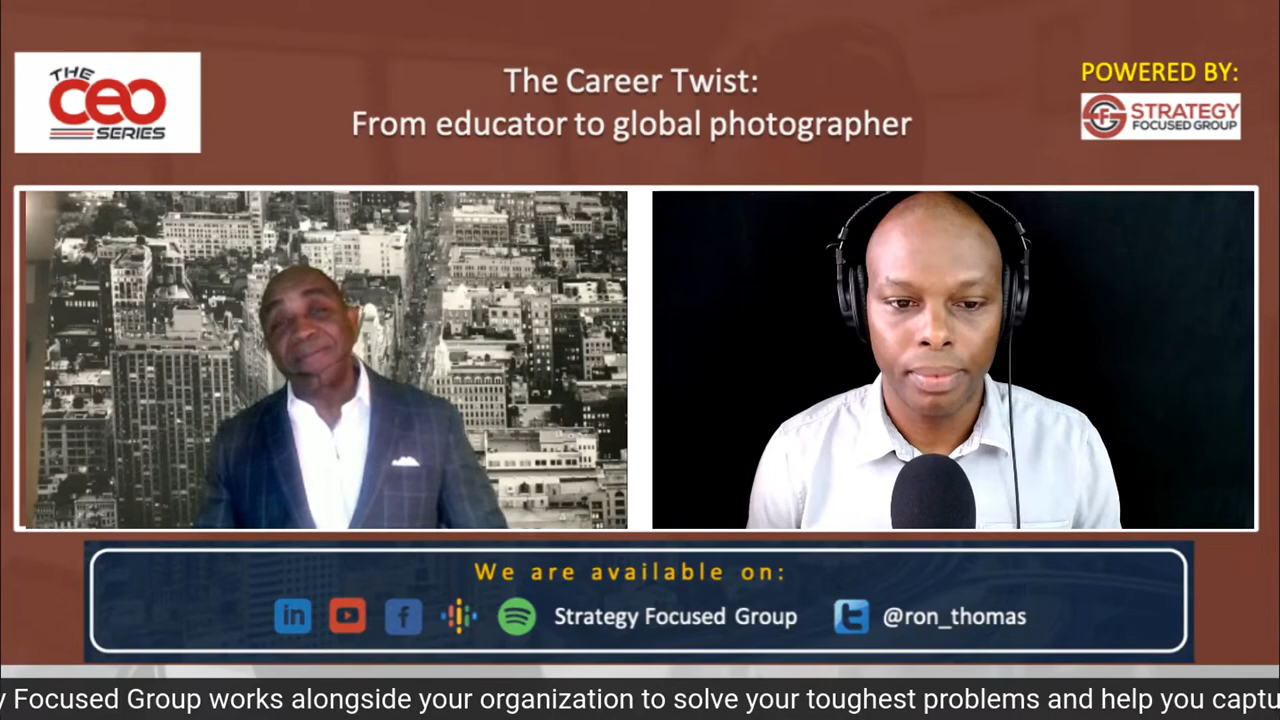 THE
CEO
SERIES
The Career Twist:
From educator to global photographer
POWERED BY:
SFG
STRATEGY
FOCUSED GROUP
We are available on:
in
f
Strategy Focused Group
t
@ron_thomas
y Focused Group works alongside your organization to solve your toughest problems and help you captu